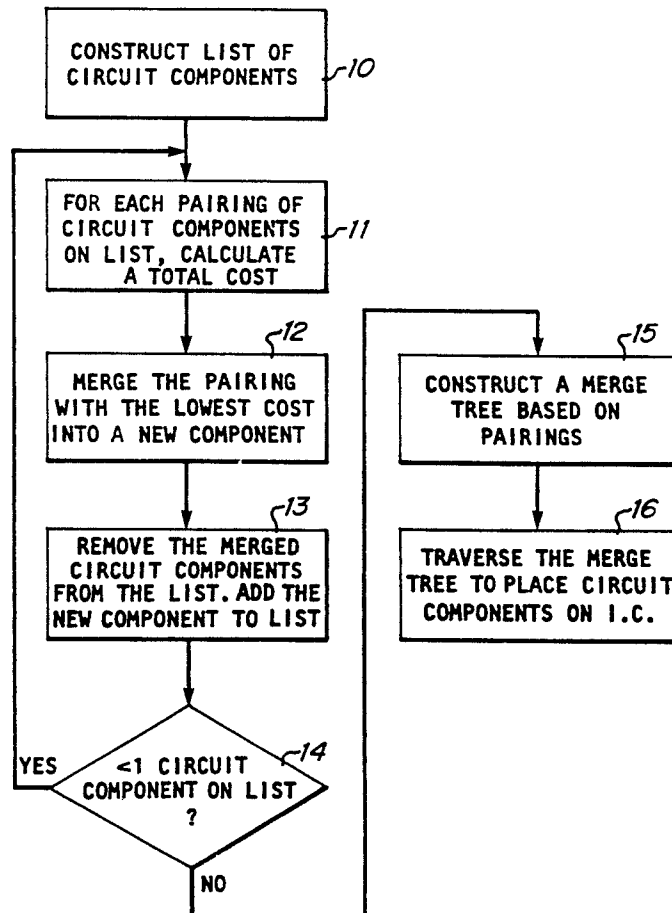 CONSTRUCT LIST OF
CIRCUIT COMPONENTS
10
FOR EACH PAIRING OF
CIRCUIT COMPONENTS
ON LIST, CALCULATE
A TOTAL COST
11
12
MERGE THE PAIRING
WITH THE LOWEST COST
INTO A NEW COMPONENT
13
REMOVE THE MERGED
CIRCUIT COMPONENTS
FROM THE LIST. ADD THE
NEW COMPONENT TO LIST
14
<1 CIRCUIT
COMPONENT ON LIST
?
YES
NO
15
CONSTRUCT A MERGE
TREE BASED ON
PAIRINGS
16
TRAVERSE THE MERGE
TREE TO PLACE CIRCUIT
COMPONENTS ON I.C.